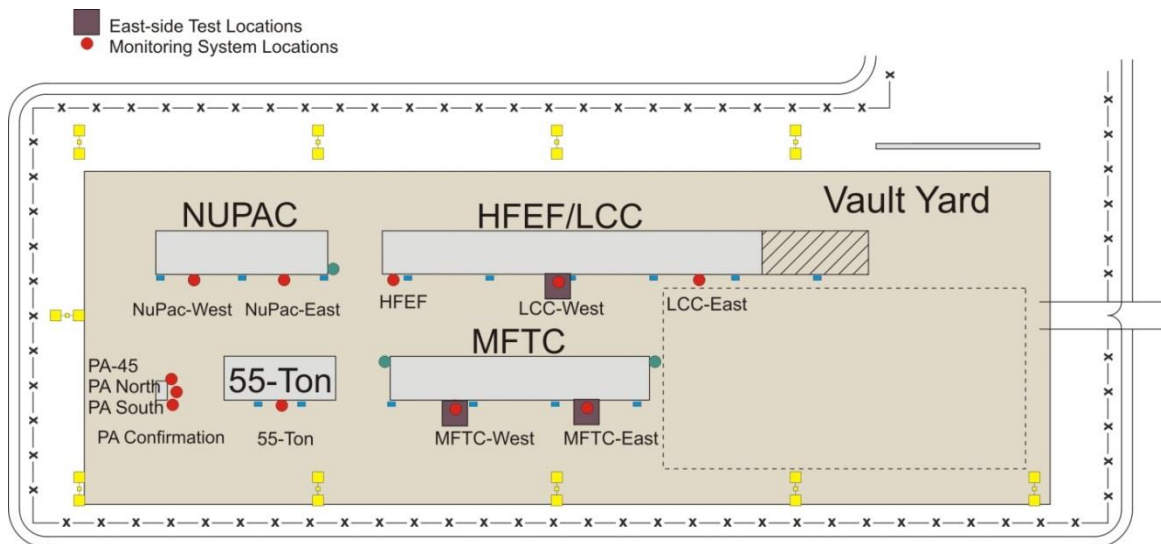 East-side Test Locations
Monitoring System Locations
NUPAC
HFEF/LCC
Vault Yard
NuPac-West
NuPac-East
HFEF
LCC-West
LCC-East
MFTC
PA-45
PA North
PA South
55-Ton
PA Confirmation
55-Ton
MFTC-West
MFTC-East